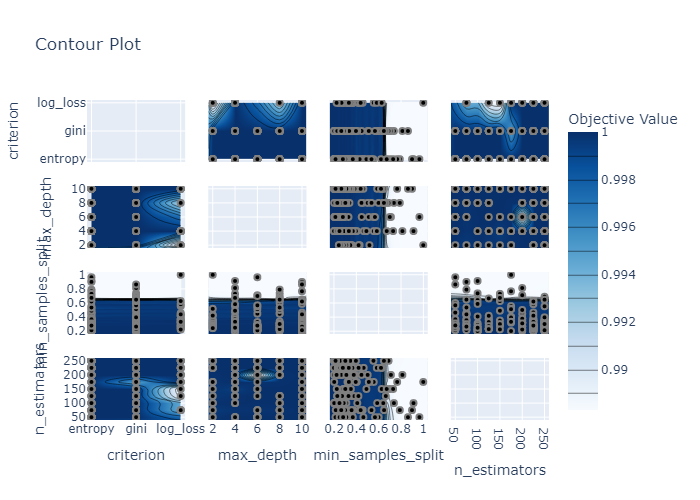 Contour Plot
Objective Value
criterion
log_loss
gini
entropy
1
0.998
0.996
0.994
0.992
0.99
max_depth
10
8
6
4
2
min_samples_split
1
0.8
0.6
0.4
0.2
n_estimators
250
200
150
100
50
entropy gini log_loss 2 4 6 8 10 0.2 0.4 0.6 0.8 1 50 100 150 200 250
criterion max_depth min_samples_split n_estimators